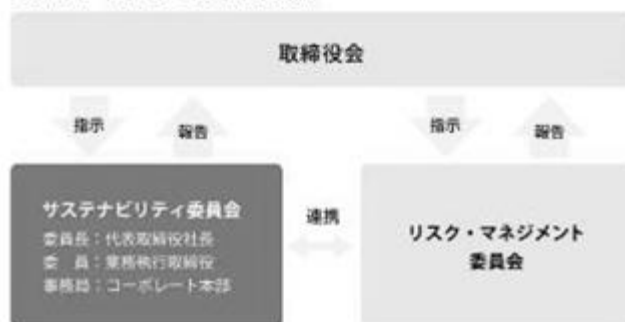 取締役会
指示
報告
指示
報告
サステナビリティ委員会
委員長：代表取締役社長
委　員：業務執行取締役
事務局：コーポレート本部
連携
リスク・マネジメント
委員会